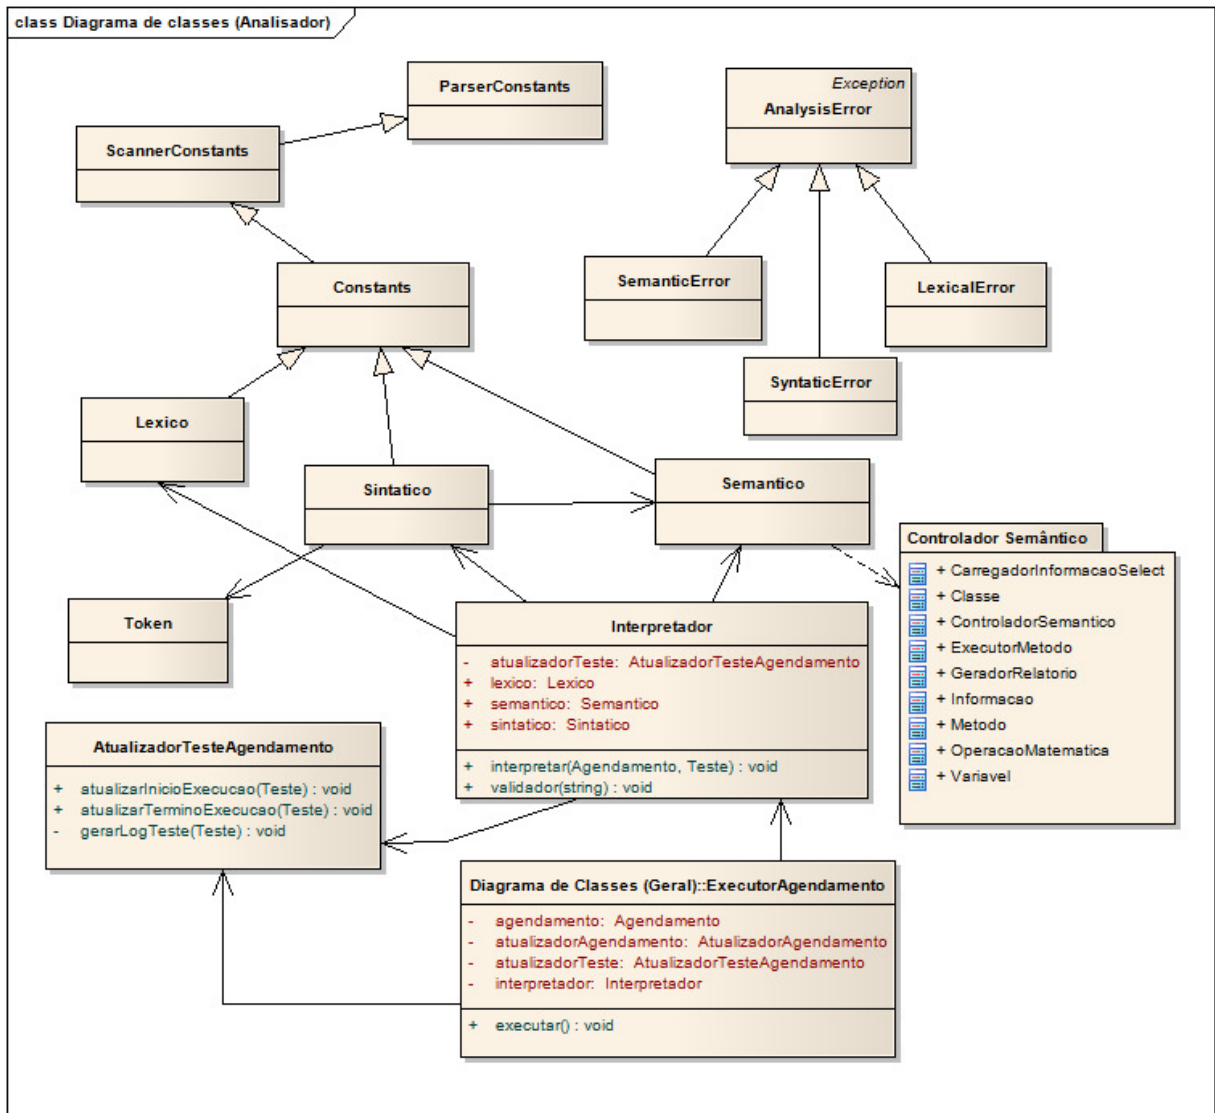 class Diagrama de classes (Analisador)
ParserConstants
Exception
AnalysisError
ScannerConstants
SemanticError
LexicalError
Constants
SyntaticError
Lexico
Sintatico
Semantico
Controlador Semântico
+ CarregadorInformacaoSelect
+ Classe
+ ControladorSemantico
+ ExecutorMetodo
+ GeradorRelatorio
+ Informacao
+ Metodo
+ OperacaoMatematica
+ Variavel
Token
Interpretador
- atualizadorTeste: AtualizadorTesteAgendamento
+ lexico: Lexico
+ semantico: Semantico
+ sintatico: Sintatico
+ interpretar(Agendamento, Teste) : void
+ validador(string) : void
AtualizadorTesteAgendamento
+ atualizarInicioExecucao(Teste) : void
+ atualizarTerminoExecucao(Teste) : void
- gerarLogTeste(Teste) : void
Diagrama de Classes (Geral)::ExecutorAgendamento
- agendamento: Agendamento
- atualizadorAgendamento: AtualizadorAgendamento
- atualizadorTeste: AtualizadorTesteAgendamento
- interpretador: Interpretador
+ executar() : void